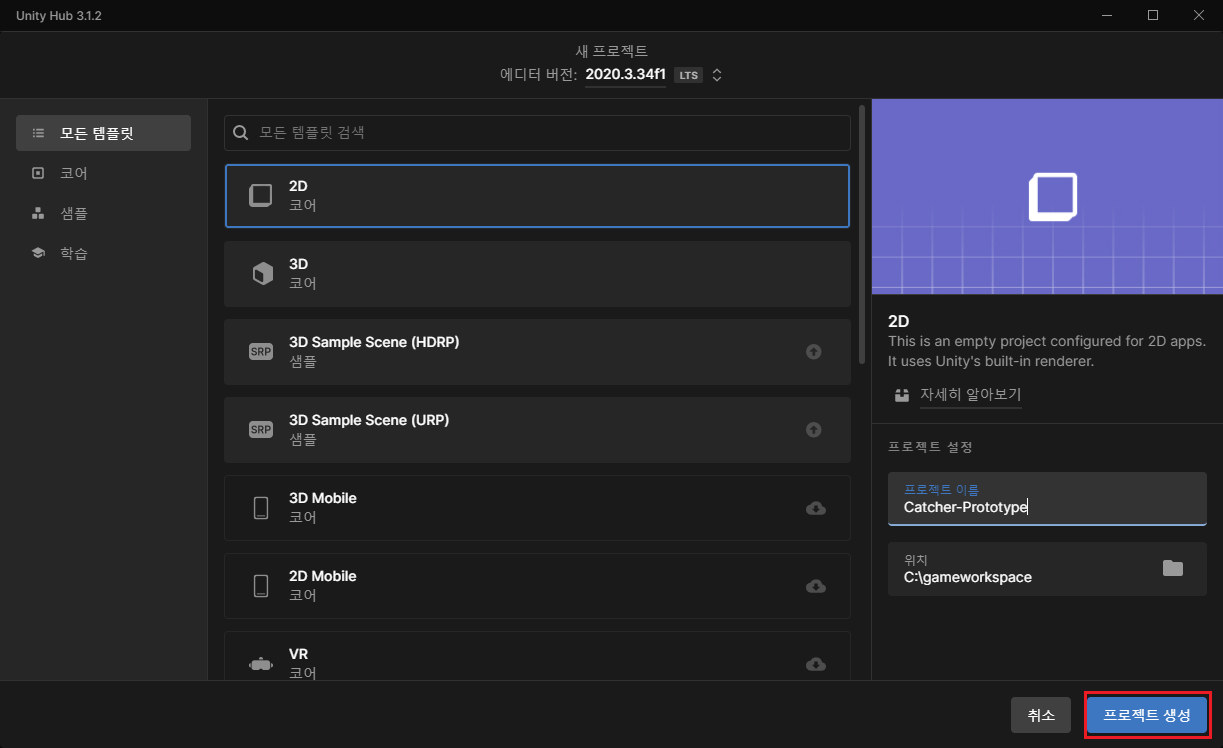 Unity Hub 3.1.2
새 프로젝트
에디터 버전: 2020.3.34f1 LTS
모든 템플릿
코어
샘플
학습
모든 템플릿 검색
2D
코어
3D
코어
SRP
3D Sample Scene (HDRP)
샘플
SRP
3D Sample Scene (URP)
샘플
3D Mobile
코어
2D Mobile
코어
VR
코어
2D
This is an empty project configured for 2D apps.
It uses Unity's built-in renderer.
자세히 알아보기
프로젝트 설정
프로젝트 이름
Catcher-Prototype
위치
C:\gameworkspace
취소
프로젝트 생성